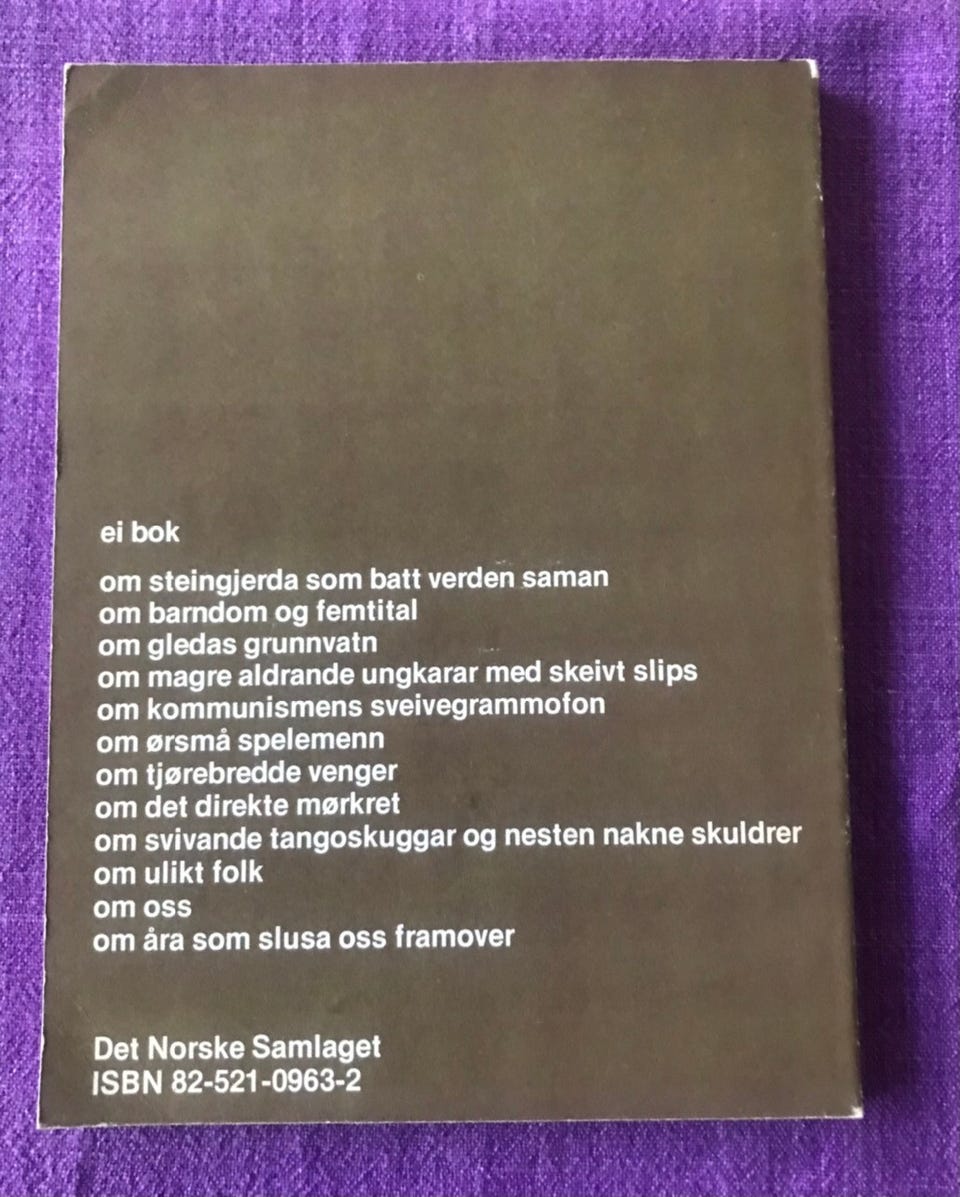 ei bok
om steingjerda som batt verden saman
om barndom og femtital
om gledas grunnvatn
om magre aldrande ungkarar med skeivt slips
om kommunismens sveivegrammofon
om ørsmå spelemenn
om tjørebredde venger
om det direkte mørkret
om svivande tangoskuggar og nesten nakne skuldrer
om ulikt folk
om oss
om åra som slusa oss framover
Det Norske Samlaget
ISBN 82-521-0963-2